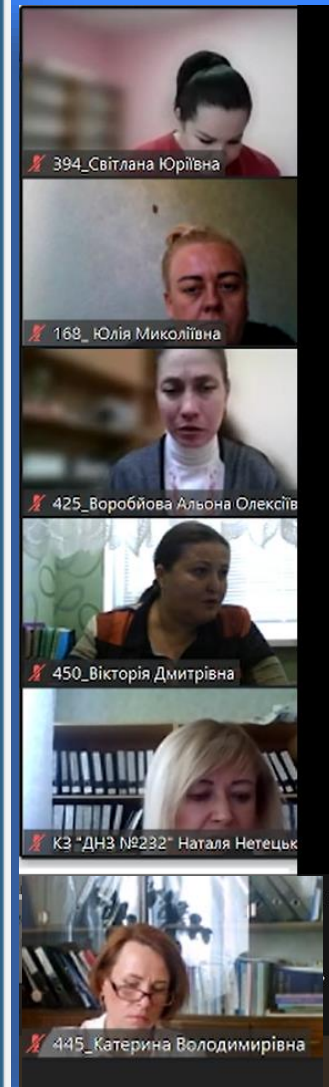 394_Світлана Юріївна
168_ Юлія Миколіївна
425_Воробйова Альона Олексіїв
450_Вікторія Дмитрівна
КЗ "ДНЗ №232" Наталя Нетецьк
445_Катерина Володимирівна